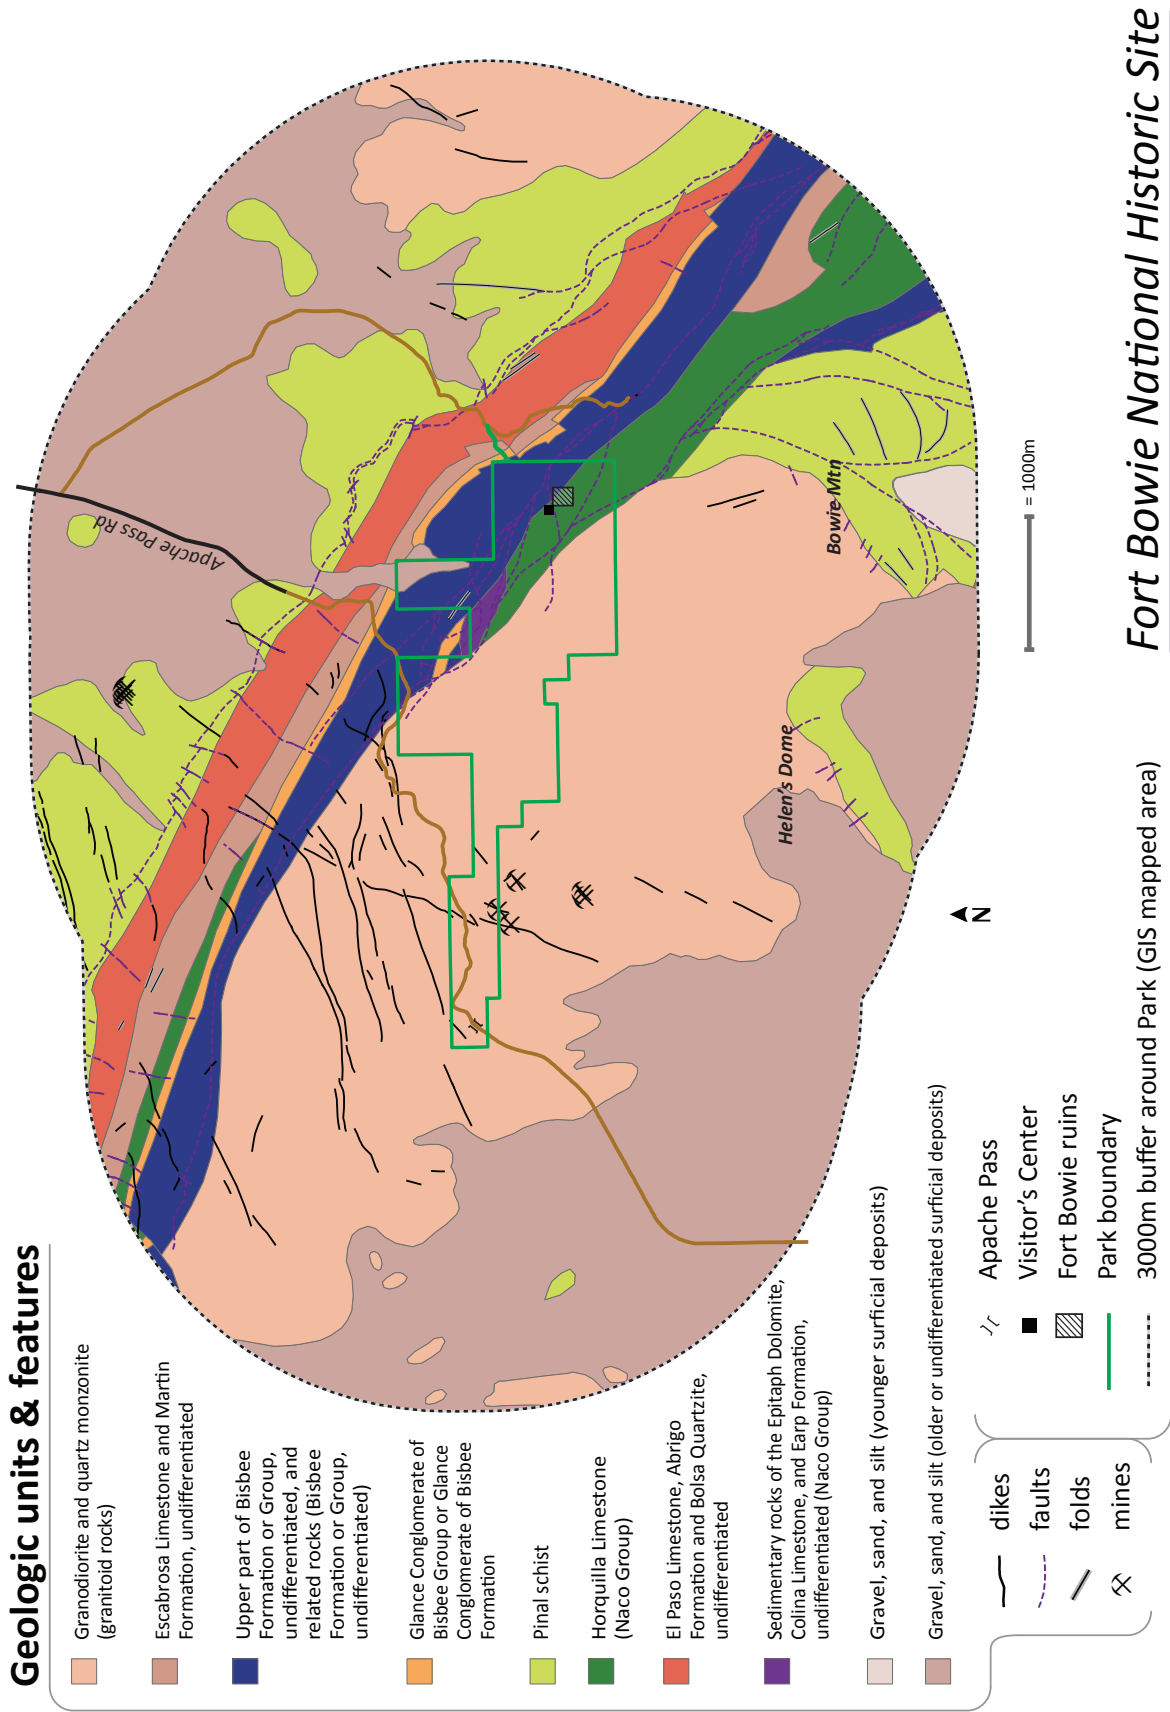 Geologic units & features
Granodiorite and quartz monzonite
(granitoid rocks)
Escabrosa Limestone and Martin
Formation, undifferentiated
Upper part of Bisbee
Formation or Group,
undifferentiated, and
related rocks (Bisbee
Formation or Group,
undifferentiated)
Glance Conglomerate of
Bisbe Group or Glance
Conglomerate of Bisbee
Formation
Pinal schist
Horquilla Limestone
(Naco Group)
El Paso Limestone, Abrigo
Formation and Bolsa Quartzite,
undifferentiated
Sedimentary rocks of the Epitaph Dolomite,
Colina Limestone, and Earp Formation,
undifferentiated (Naco Group)
Gravel, sand, and silt (younger surficial deposits)
Gravel, sand, and silt (older or undifferentiated surficial deposits)
dikes
faults
folds
mines
Apache Pass
Visitor's Center
Fort Bowie ruins
Park boundary
3000m buffer around Park (GIS mapped area)
Apache Pass Rd
Helen's Dome
Bowie Mtn
N
= 1000m
Fort Bowie National Historic Site